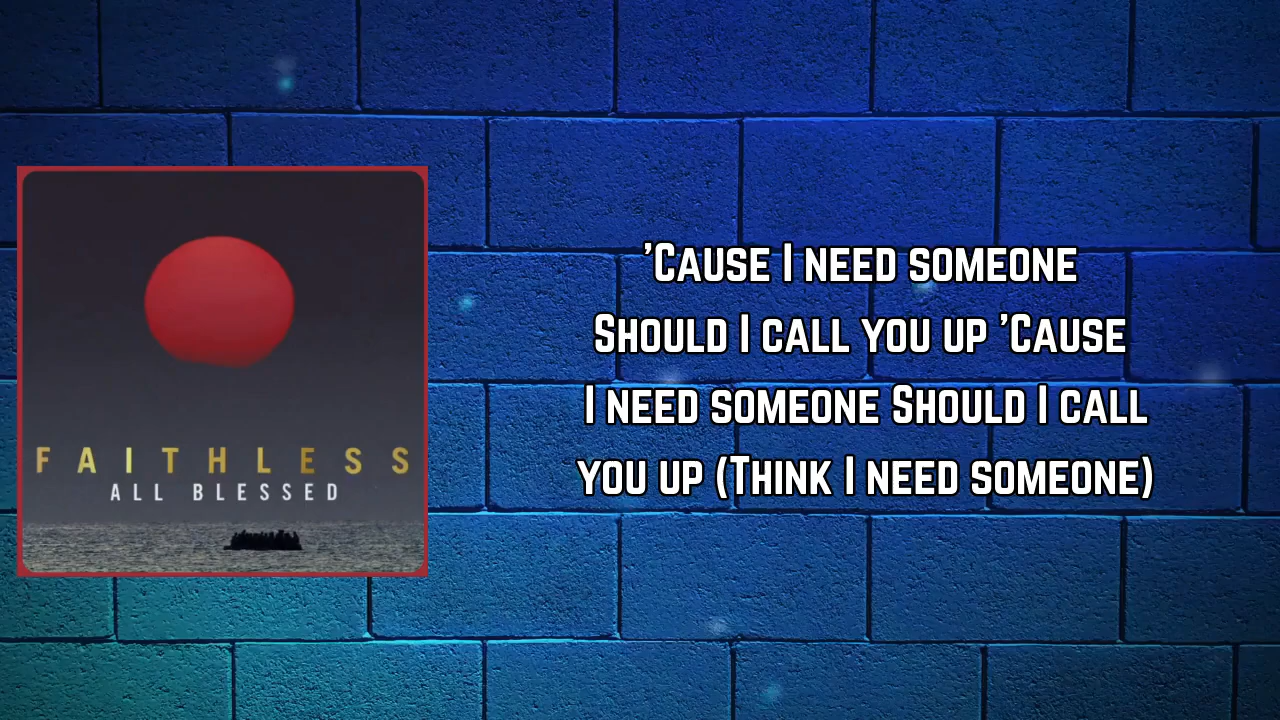 FAITHLESS
ALL BLESSED
'Cause I need someone
Should I call you up 'Cause
I need someone Should I call
you up (Think I need someone)